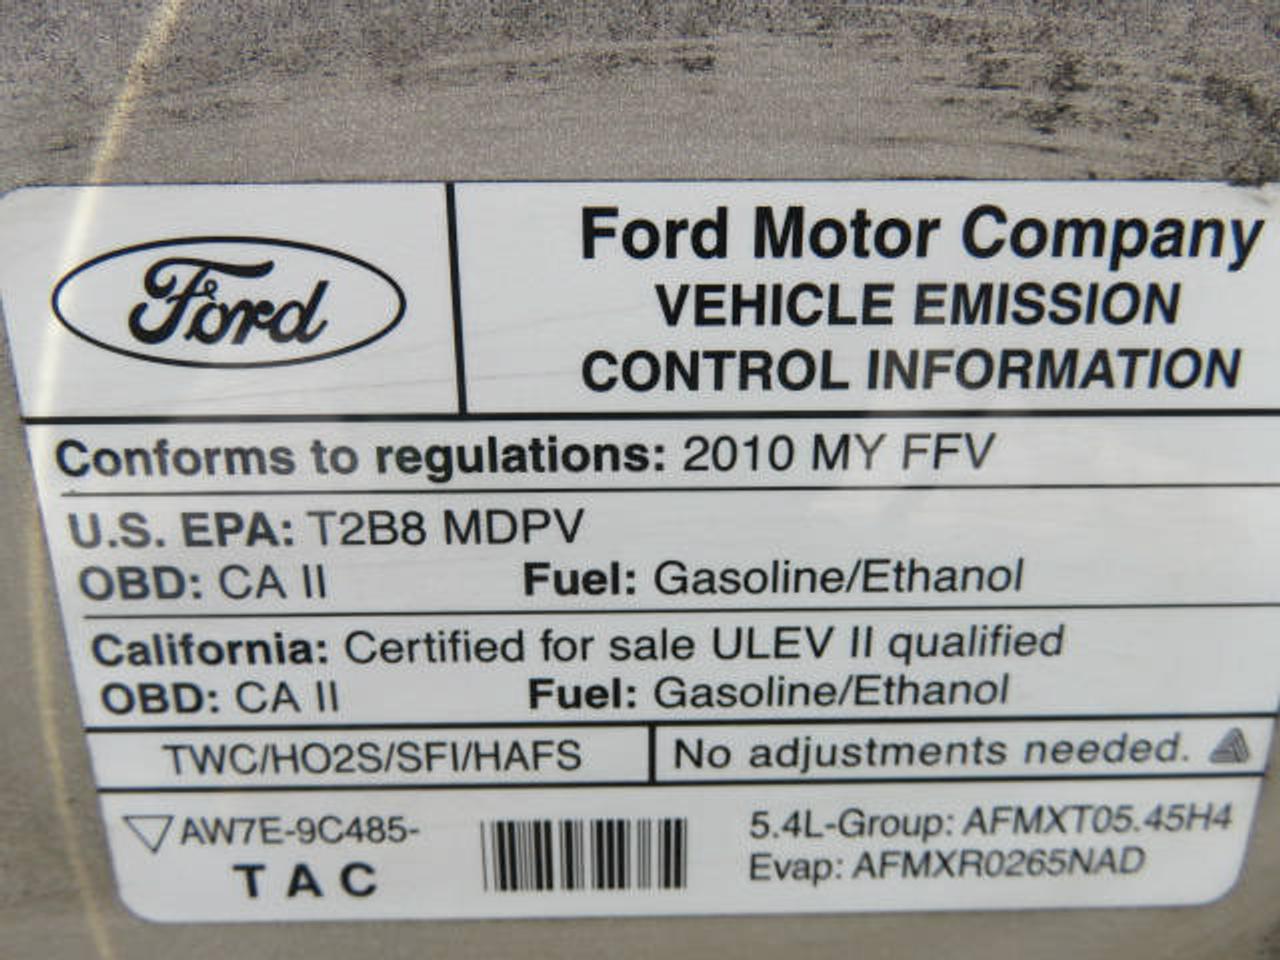 Ford
Ford Motor Company
VEHICLE EMISSION
CONTROL INFORMATION
Conforms to regulations: 2010 MY FFV
U.S. EPA: T2B8 MDPV
OBD: CA II Fuel: Gasoline/Ethanol
California: Certified for sale ULEV II qualified
OBD: CA II Fuel: Gasoline/Ethanol
TWC/HO2S/SFI/HAFS No adjustments needed.
AW7E-9C485-
T A C
5.4L-Group: AFMXT05.45H4
Evap: AFMXR0265NAD